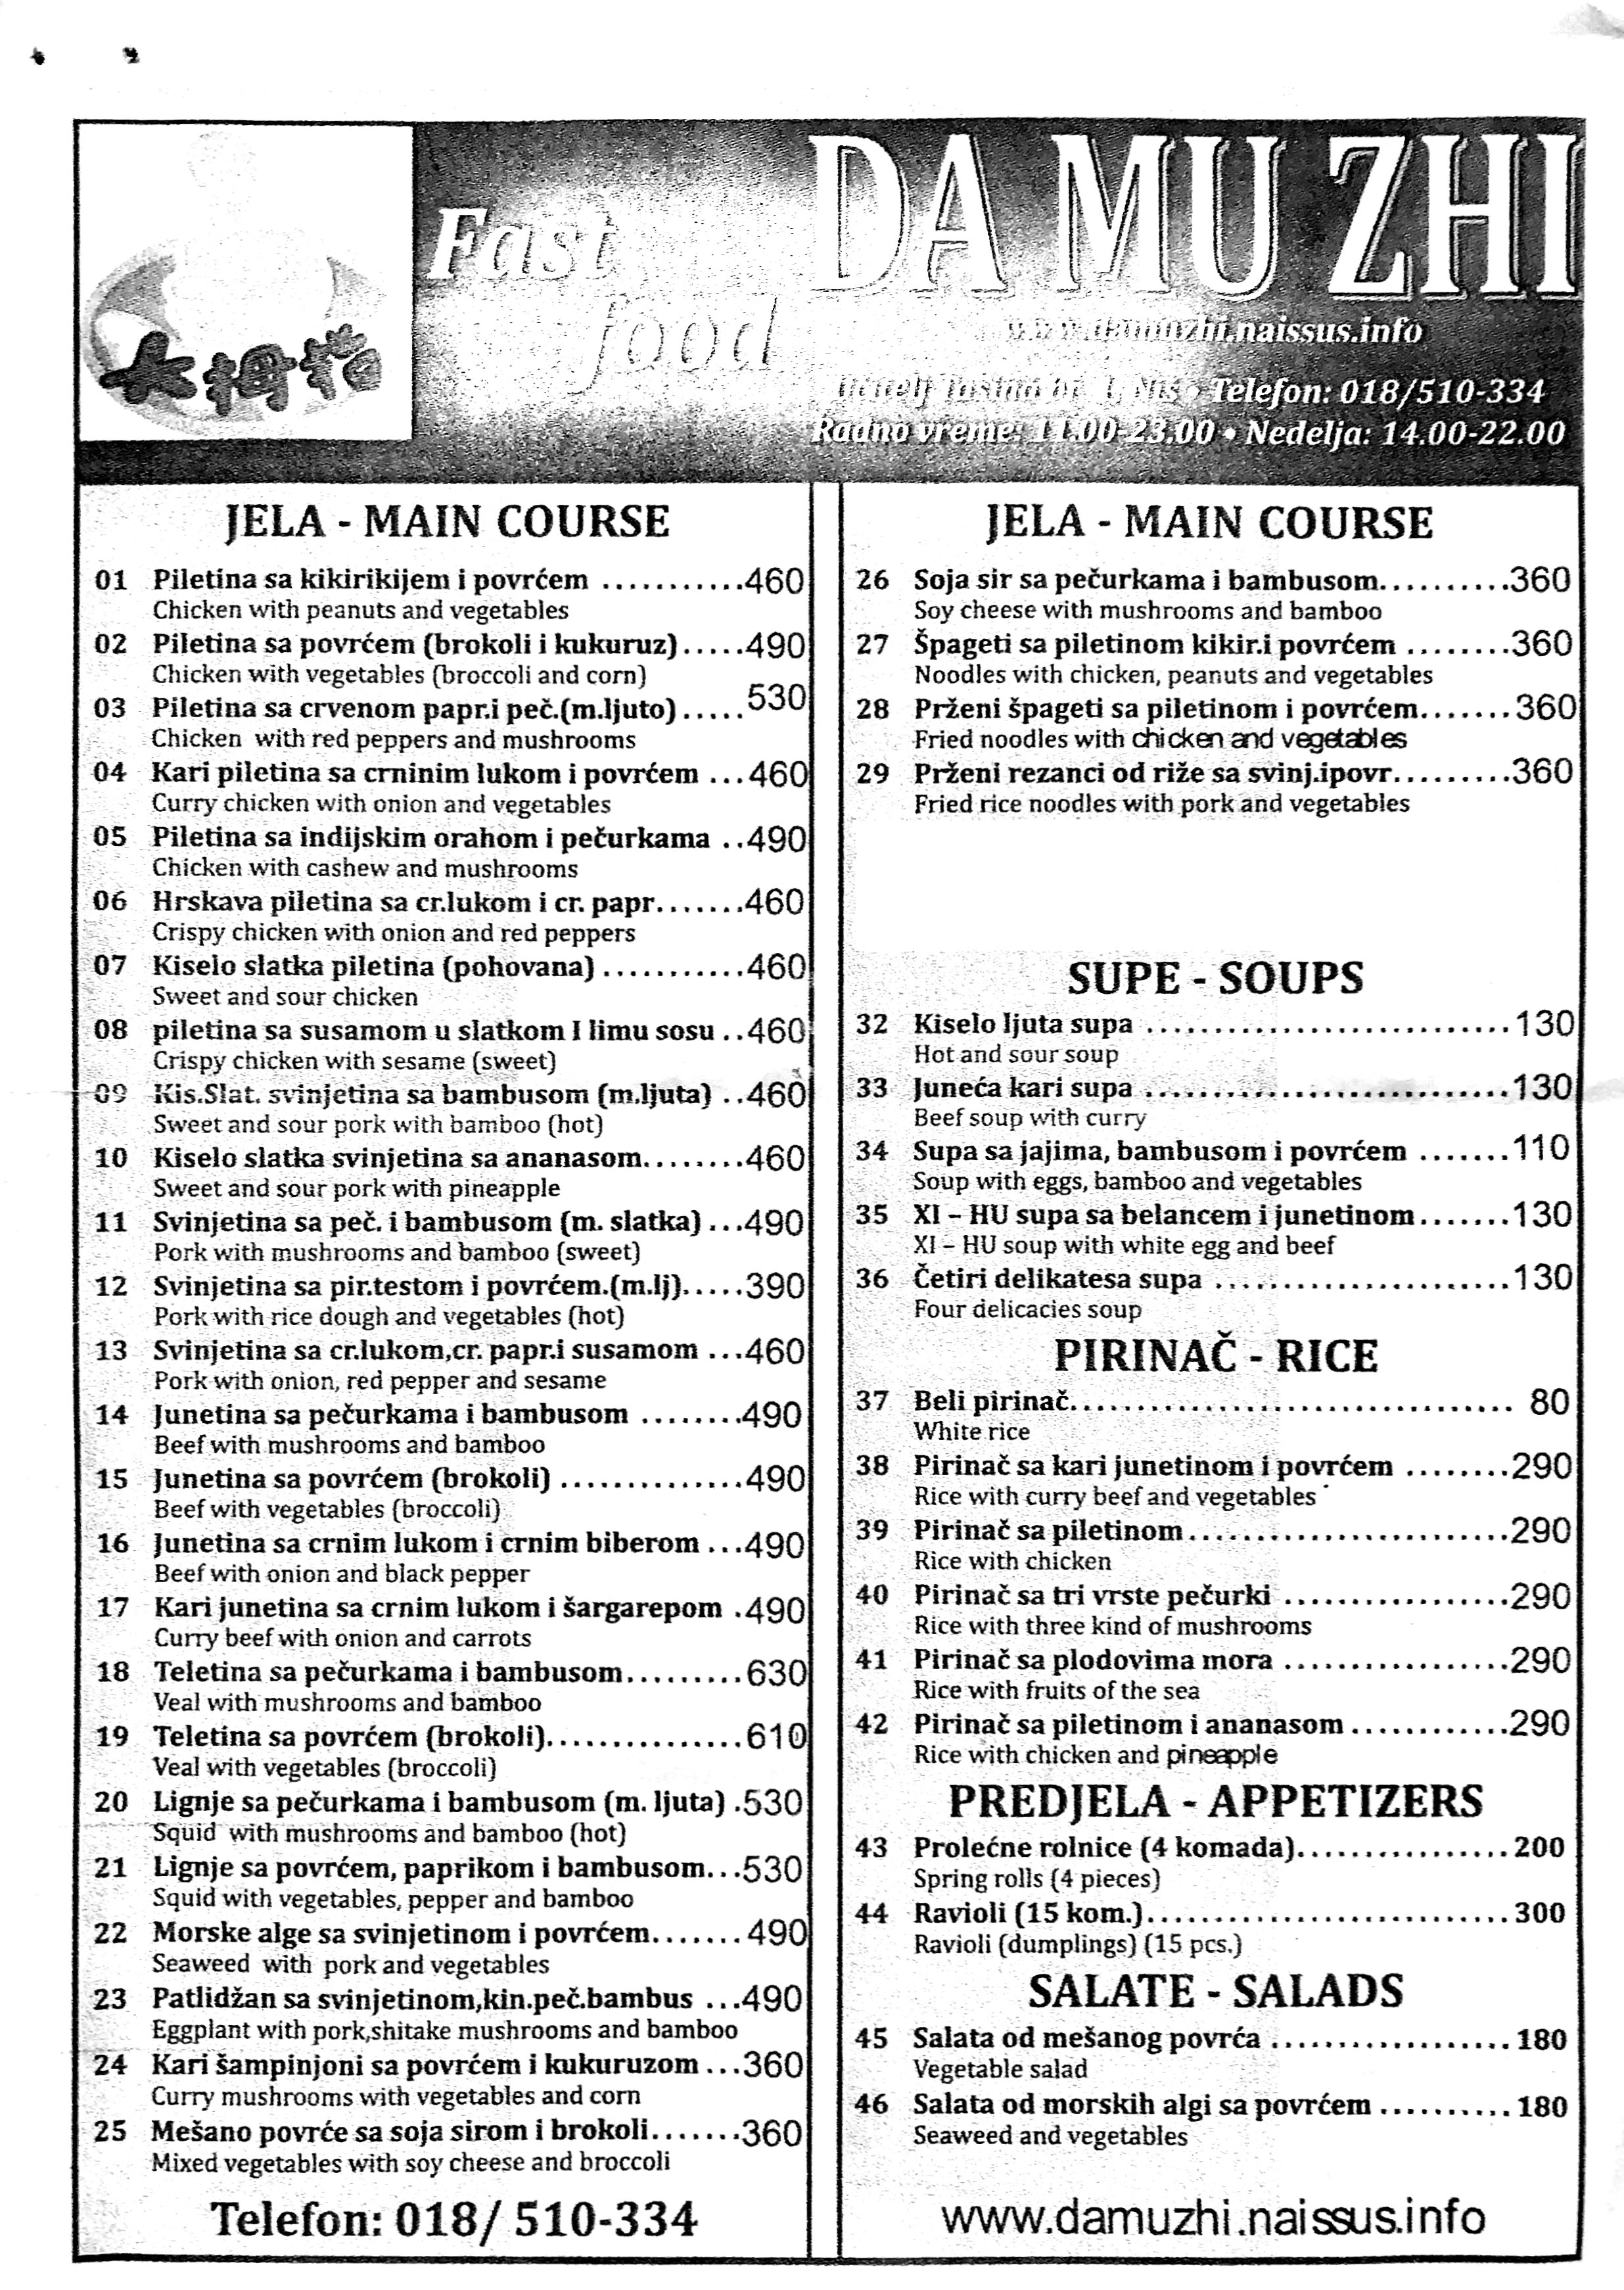 大拇指
Fast
food
DA MU ZHI
www.damuzhi.naissus.info
Niš • Telefon: 018/510-334
Radno vreme: 11.00-23.00 • Nedelja: 14.00-22.00
JELA - MAIN COURSE
01 Piletina sa kikirikijem i povrćem ...........460
Chicken with peanuts and vegetables
02 Piletina sa povrćem (brokoli i kukuruz).....490
Chicken with vegetables (broccoli and corn)
03 Piletina sa crvenom papr.i peč.(m.ljuto)..... 530
Chicken with red peppers and mushrooms
04 Kari piletina sa crninim lukom i povrćem ...460
Curry chicken with onion and vegetables
05 Piletina sa indijskim orahom i pečurkama ..490
Chicken with cashew and mushrooms
06 Hrskava piletina sa cr.lukom i cr. papr.......460
Crispy chicken with onion and red peppers
07 Kiselo slatka piletina (pohovana)...........460
Sweet and sour chicken
08 piletina sa susamom u slatkom I limu sosu ..460
Crispy chicken with sesame (sweet)
09 Kis.Slat. svinjetina sa bambusom (m.ljuta) ..460
Sweet and sour pork with bamboo (hot)
10 Kiselo slatka svinjetina sa ananasom........460
Sweet and sour pork with pineapple
11 Svinjetina sa peč. i bambusom (m. slatka) ...490
Pork with mushrooms and bamboo (sweet)
12 Svinjetina sa pir.testom i povrćem.(m.lj).....390
Pork with rice dough and vegetables (hot)
13 Svinjetina sa cr.lukom,cr. papr.i susamom ...460
Pork with onion, red pepper and sesame
14 Junetina sa pečurkama i bambusom ........490
Beef with mushrooms and bamboo
15 Junetina sa povrćem (brokoli) ..............490
Beef with vegetables (broccoli)
16 Junetina sa crnim lukom i crnim biberom ...490
Beef with onion and black pepper
17 Kari junetina sa crnim lukom i šargarepom .490
Curry beef with onion and carrots
18 Teletina sa pečurkama i bambusom.........630
Veal with mushrooms and bamboo
19 Teletina sa povrćem (brokoli)...............610
Veal with vegetables (broccoli)
20 Lignje sa pečurkama i bambusom (m. ljuta) .530
Squid with mushrooms and bamboo (hot)
21 Lignje sa povrćem, paprikom i bambusom...530
Squid with vegetables, pepper and bamboo
22 Morske alge sa svinjetinom i povrćem.......490
Seaweed with pork and vegetables
23 Patlidžan sa svinjetinom,kin.peč.bambus ...490
Eggplant with pork,shitake mushrooms and bamboo
24 Kari šampinjoni sa povrćem i kukuruzom ...360
Curry mushrooms with vegetables and corn
25 Mešano povrće sa soja sirom i brokoli.......360
Mixed vegetables with soy cheese and broccoli
Telefon: 018/ 510-334
JELA - MAIN COURSE
26 Soja sir sa pečurkama i bambusom..........360
Soy cheese with mushrooms and bamboo
27 Špageti sa piletinom kikir.i povrćem ........360
Noodles with chicken, peanuts and vegetables
28 Prženi špageti sa piletinom i povrćem.......360
Fried noodles with chicken and vegetables
29 Prženi rezanci od riže sa svinj.ipovr.........360
Fried rice noodles with pork and vegetables
SUPE - SOUPS
32 Kiselo ljuta supa ............................130
Hot and sour soup
33 Juneća kari supa ............................130
Beef soup with curry
34 Supa sa jajima, bambusom i povrćem .......110
Soup with eggs, bamboo and vegetables
35 XI – HU supa sa belancem i junetinom.......130
XI – HU soup with white egg and beef
36 Četiri delikatesa supa .......................130
Four delicacies soup
PIRINAČ - RICE
37 Beli pirinač.................................. 80
White rice
38 Pirinač sa kari junetinom i povrćem ........290
Rice with curry beef and vegetables
39 Pirinač sa piletinom.........................290
Rice with chicken
40 Pirinač sa tri vrste pečurki ..................290
Rice with three kind of mushrooms
41 Pirinač sa plodovima mora ..................290
Rice with fruits of the sea
42 Pirinač sa piletinom i ananasom ............290
Rice with chicken and pineapple
PREDJELA - APPETIZERS
43 Prolećne rolnice (4 komada).................200
Spring rolls (4 pieces)
44 Ravioli (15 kom.)............................300
Ravioli (dumplings) (15 pcs.)
SALATE - SALADS
45 Salata od mešanog povrća ...................180
Vegetable salad
46 Salata od morskih algi sa povrćem ..........180
Seaweed and vegetables
www.damuzhi.naissus.info